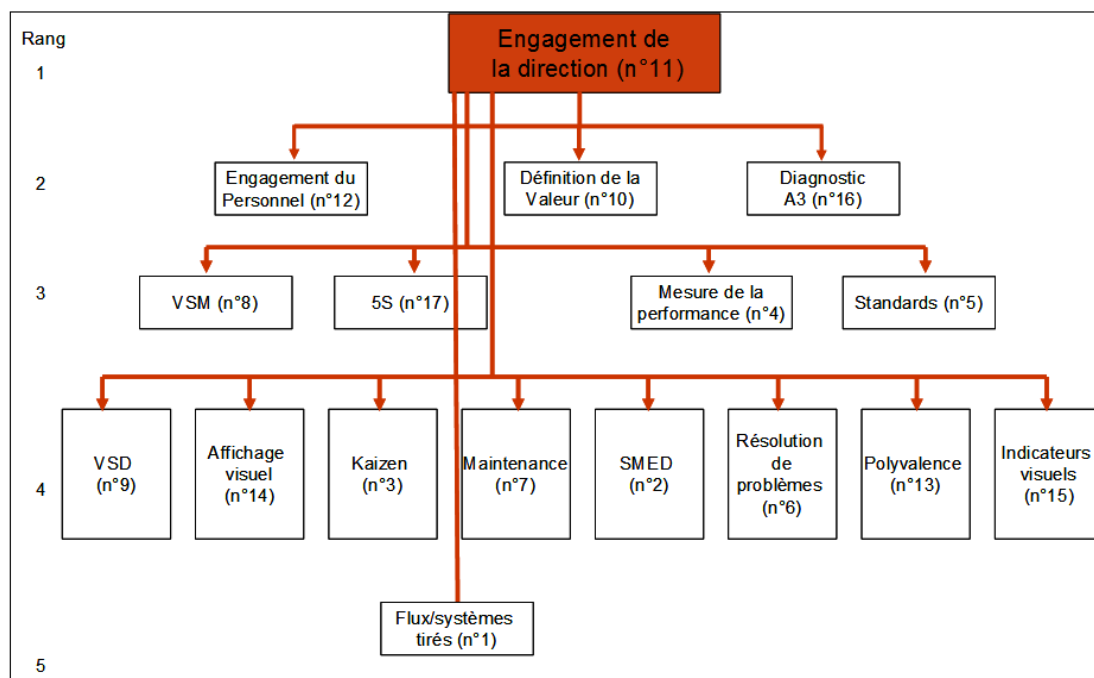 Rang
Engagement de
la direction (n°11)
1
Engagement du
Personnel (n°12)
Définition de la
Valeur (n°10)
Diagnostic
A3 (n°16)
2
VSM (n°8)
5S (n°17)
Mesure de la
performance (n°4)
Standards (n°5)
3
VSD
(n°9)
Affichage
visuel
(n°14)
Kaizen
(n°3)
Maintenance
(n°7)
SMED
(n°2)
Résolution
de
problèmes
(n°6)
Polyvalence
(n°13)
Indicateurs
visuels
(n°15)
4
Flux/systèmes
tirés (n°1)
5